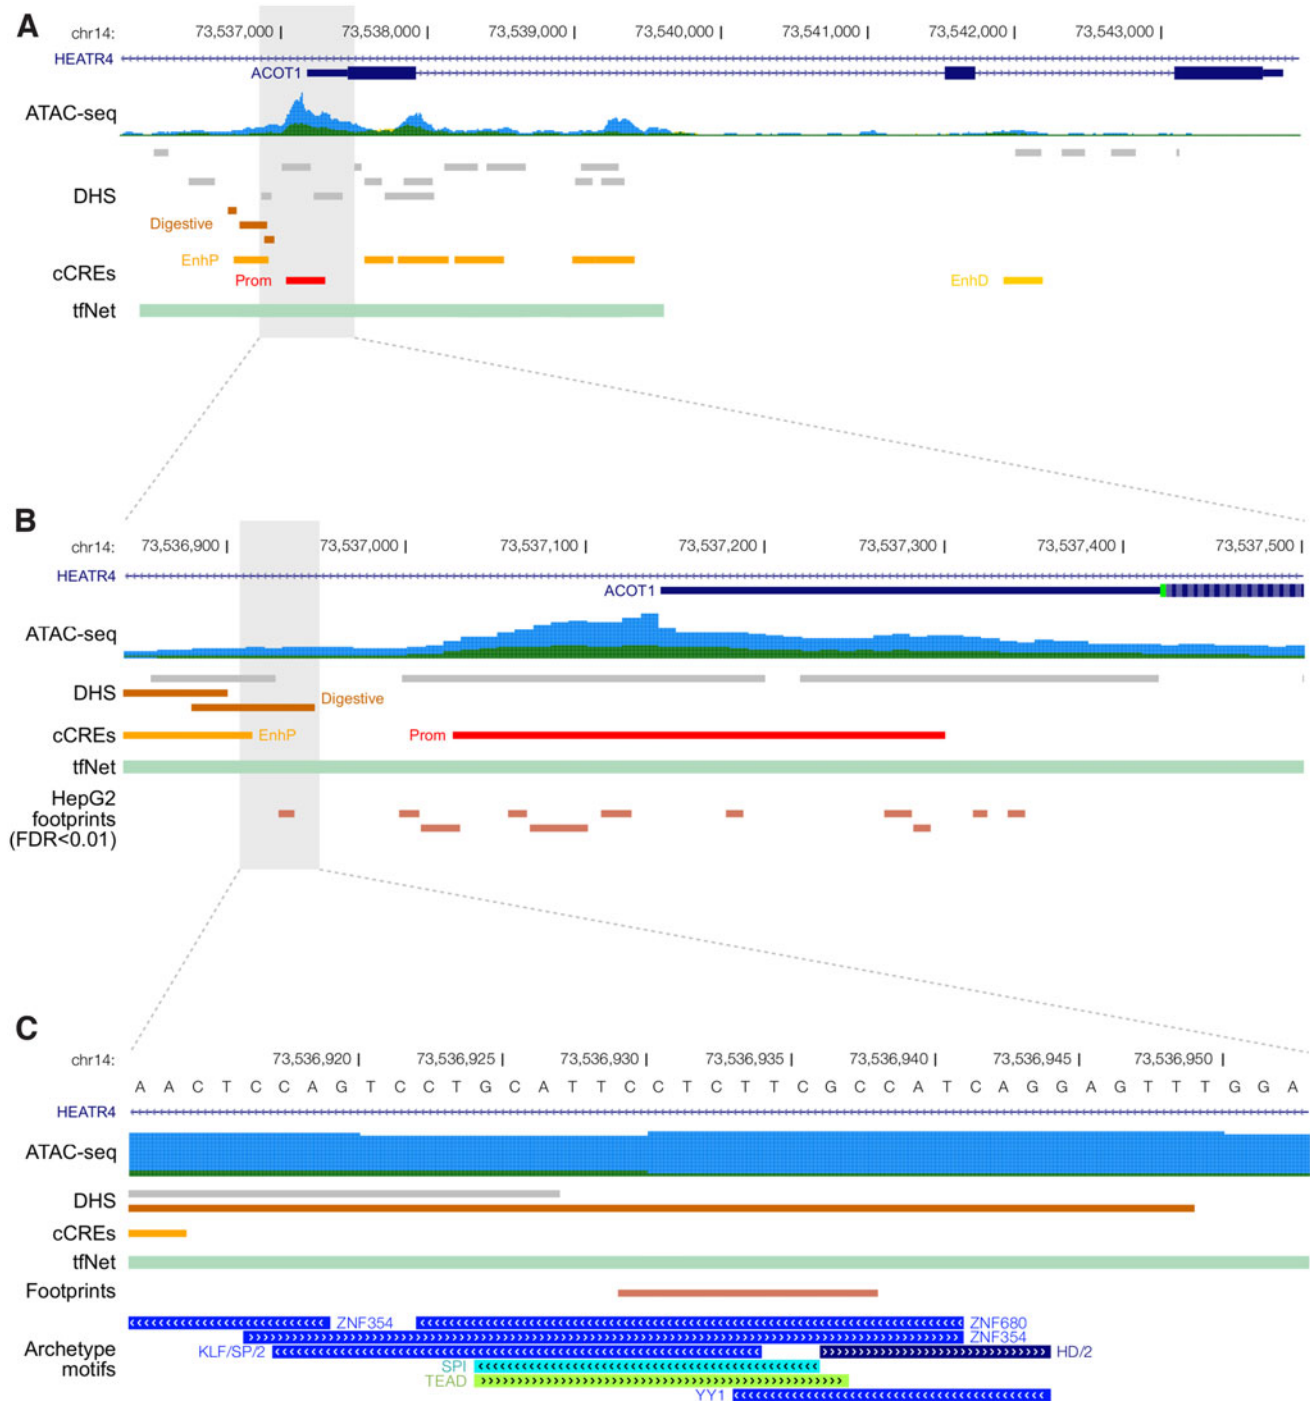 A
chr14: 73,537,000 73,538,000 73,539,000 73,540,000 73,541,000 73,542,000 73,543,000
HEATR4
ACOT1
ATAC-seq
DHS
Digestive
EnhP
cCREs
Prom EnhD
tfNet
B
chr14: 73,536,900 73,537,000 73,537,100 73,537,200 73,537,300 73,537,400 73,537,500
HEATR4
ACOT1
ATAC-seq
DHS
Digestive
cCREs EnhP Prom
tfNet
HepG2
footprints
(FDR<0.01)
C
chr14: 73,536,920 73,536,925 73,536,930 73,536,935 73,536,940 73,536,945 73,536,950
A A C T C C A G T C C T G C A T T C C T C T T C G C C A T C A G G A G T T T G G A
HEATR4
ATAC-seq
DHS
cCREs
tfNet
Footprints
ZNF354 ZNF680
ZNF354
Archetype
motifs
KLF/SP/2 HD/2
SPI
TEAD
YY1